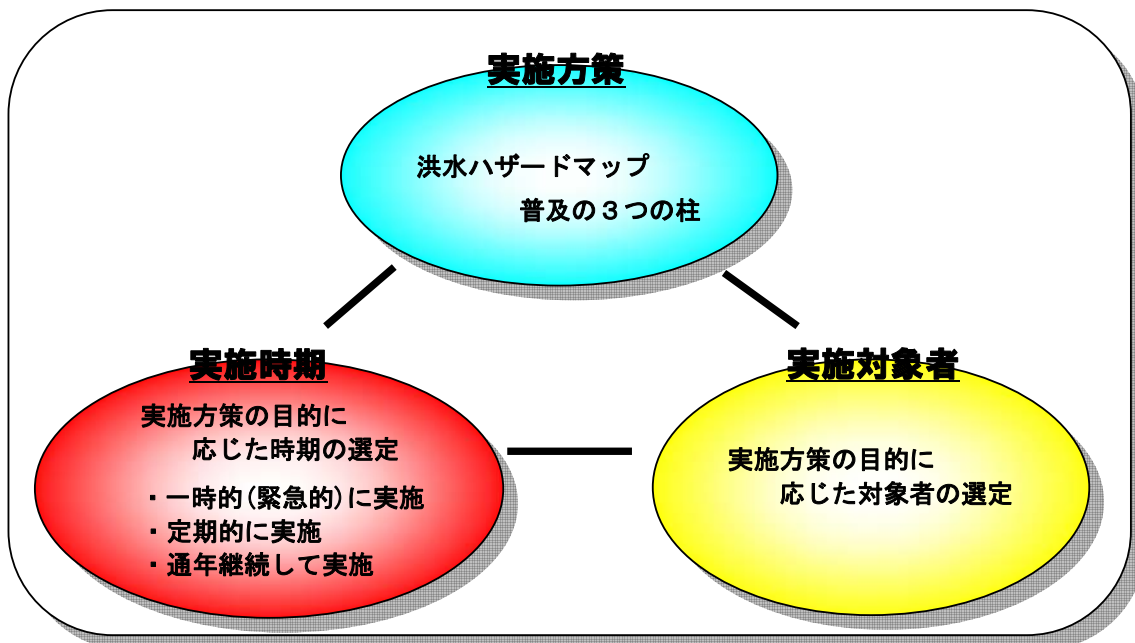 実施方策
洪水ハザードマップ
普及の３つの柱
実施時期
実施方策の目的に
応じた時期の選定
・一時的(緊急的)に実施
・定期的に実施
・通年継続して実施
実施対象者
実施方策の目的に
応じた対象者の選定